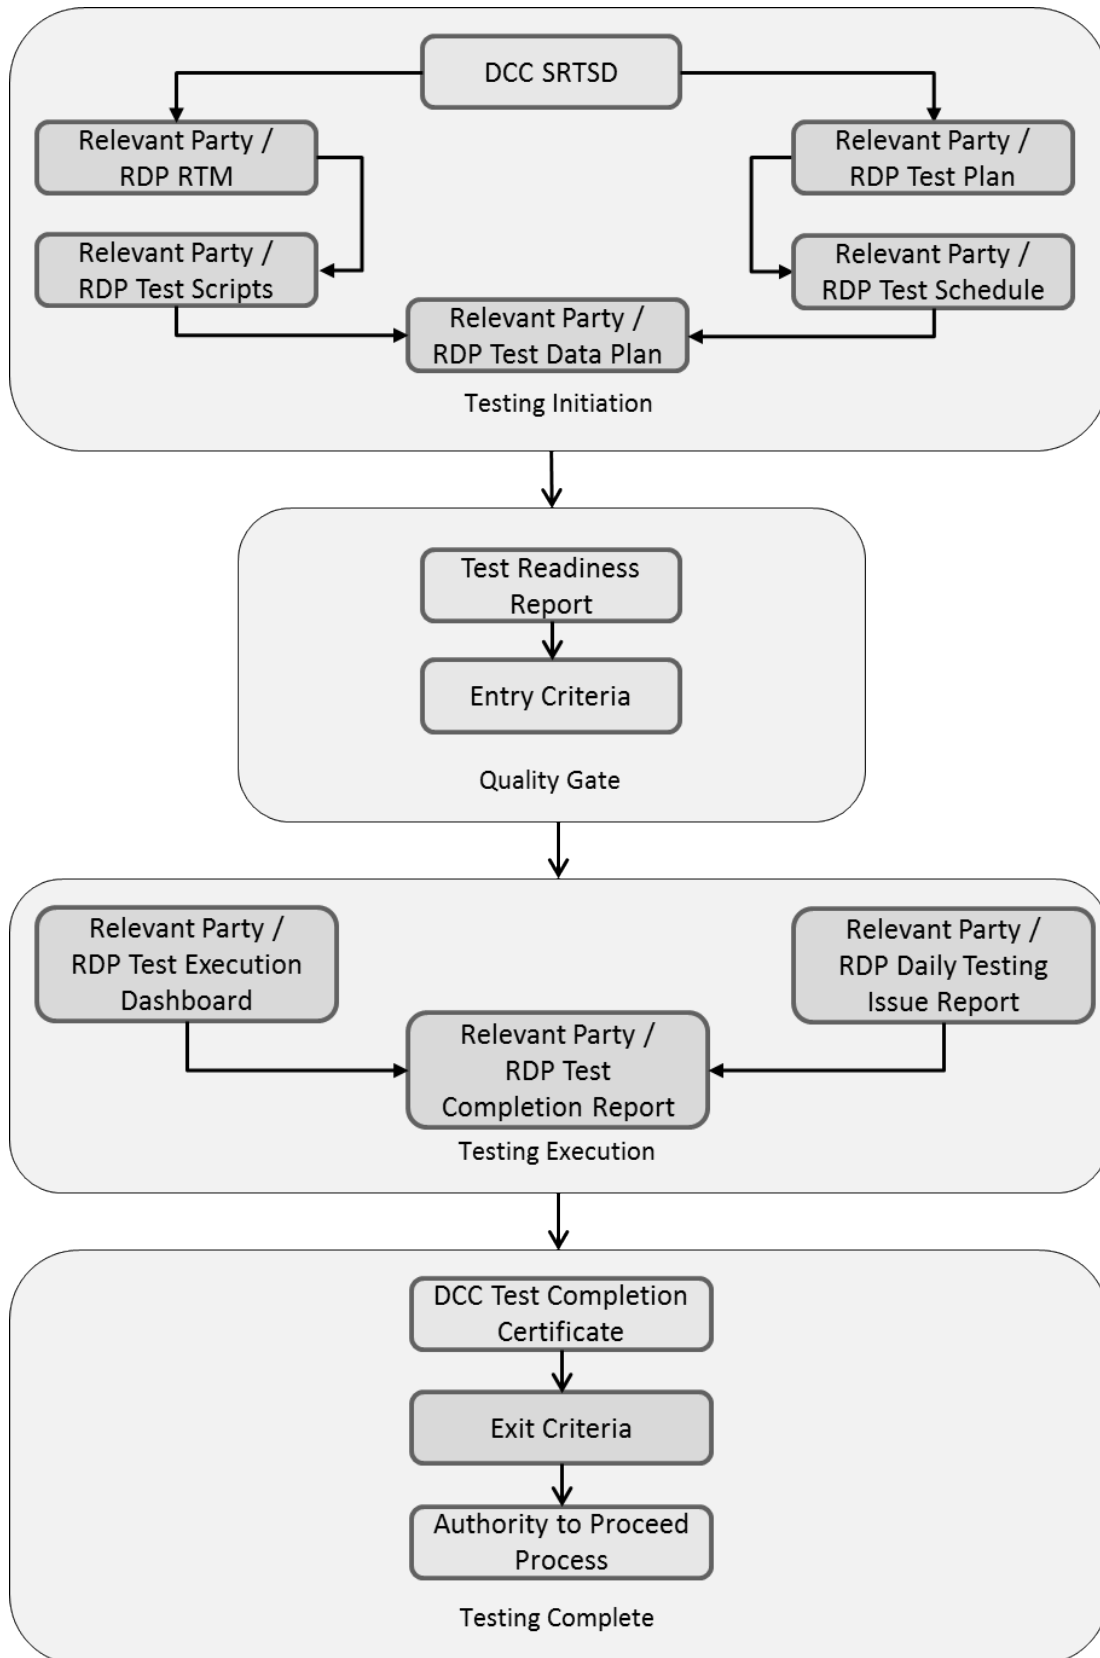 DCC SRTSD
Relevant Party /
RDP RTM
Relevant Party /
RDP Test Plan
Relevant Party /
RDP Test Scripts
Relevant Party /
RDP Test Schedule
Relevant Party /
RDP Test Data Plan
Testing Initiation
Test Readiness
Report
Entry Criteria
Quality Gate
Relevant Party /
RDP Test Execution
Dashboard
Relevant Party /
RDP Daily Testing
Issue Report
Relevant Party /
RDP Test
Completion Report
Testing Execution
DCC Test Completion
Certificate
Exit Criteria
Authority to Proceed
Process
Testing Complete